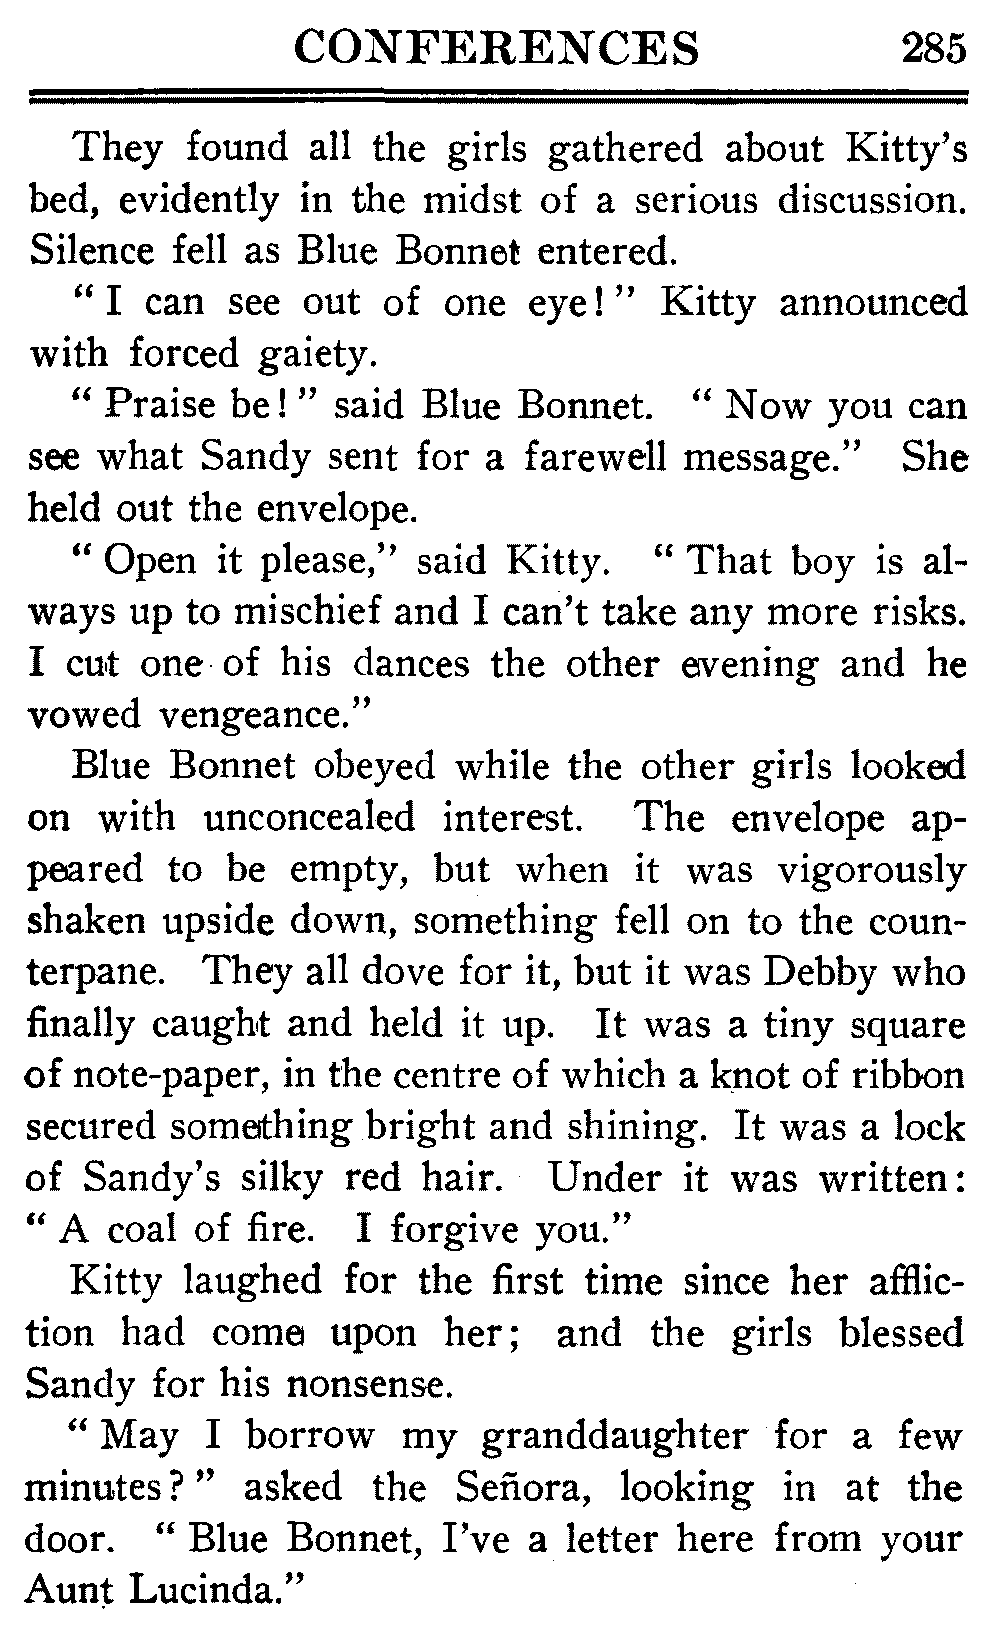 CONFERENCES 285
They found all the girls gathered about Kitty's
bed, evidently in the midst of a serious discussion.
Silence fell as Blue Bonnet entered.
“ I can see out of one eye! ” Kitty announced
with forced gaiety.
“ Praise be! ” said Blue Bonnet. “ Now you can
see what Sandy sent for a farewell message.” She
held out the envelope.
“ Open it please,” said Kitty. “ That boy is al-
ways up to mischief and I can't take any more risks.
I cut one of his dances the other evening and he
vowed vengeance.”
Blue Bonnet obeyed while the other girls looked
on with unconcealed interest. The envelope ap-
peared to be empty, but when it was vigorously
shaken upside down, something fell on to the coun-
terpane. They all dove for it, but it was Debby who
finally caught and held it up. It was a tiny square
of note-paper, in the centre of which a knot of ribbon
secured something bright and shining. It was a lock
of Sandy's silky red hair. Under it was written:
“ A coal of fire. I forgive you.”
Kitty laughed for the first time since her afflic-
tion had come upon her; and the girls blessed
Sandy for his nonsense.
“ May I borrow my granddaughter for a few
minutes? ” asked the Señora, looking in at the
door. “ Blue Bonnet, I've a letter here from your
Aunt Lucinda.”